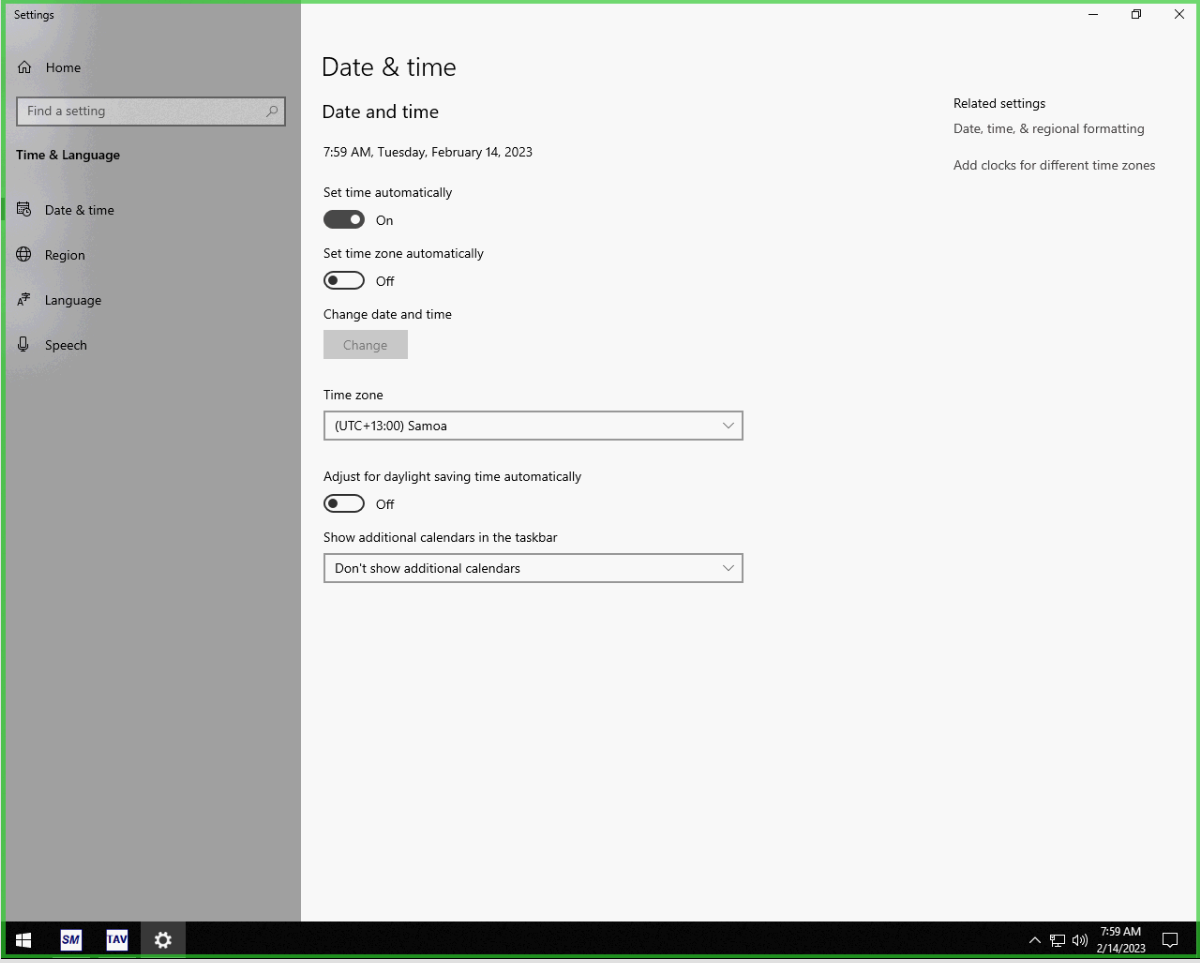 Settings
Home
Find a setting
Time & Language
Date & time
Region
Language
Speech
Date & time
Date and time
7:59 AM, Tuesday, February 14, 2023
Set time automatically
On
Set time zone automatically
Off
Change date and time
Change
Time zone
(UTC+13:00) Samoa
Adjust for daylight saving time automatically
Off
Show additional calendars in the taskbar
Don't show additional calendars
Related settings
Date, time, & regional formatting
Add clocks for different time zones
SM
TAV
7:59 AM
2/14/2023